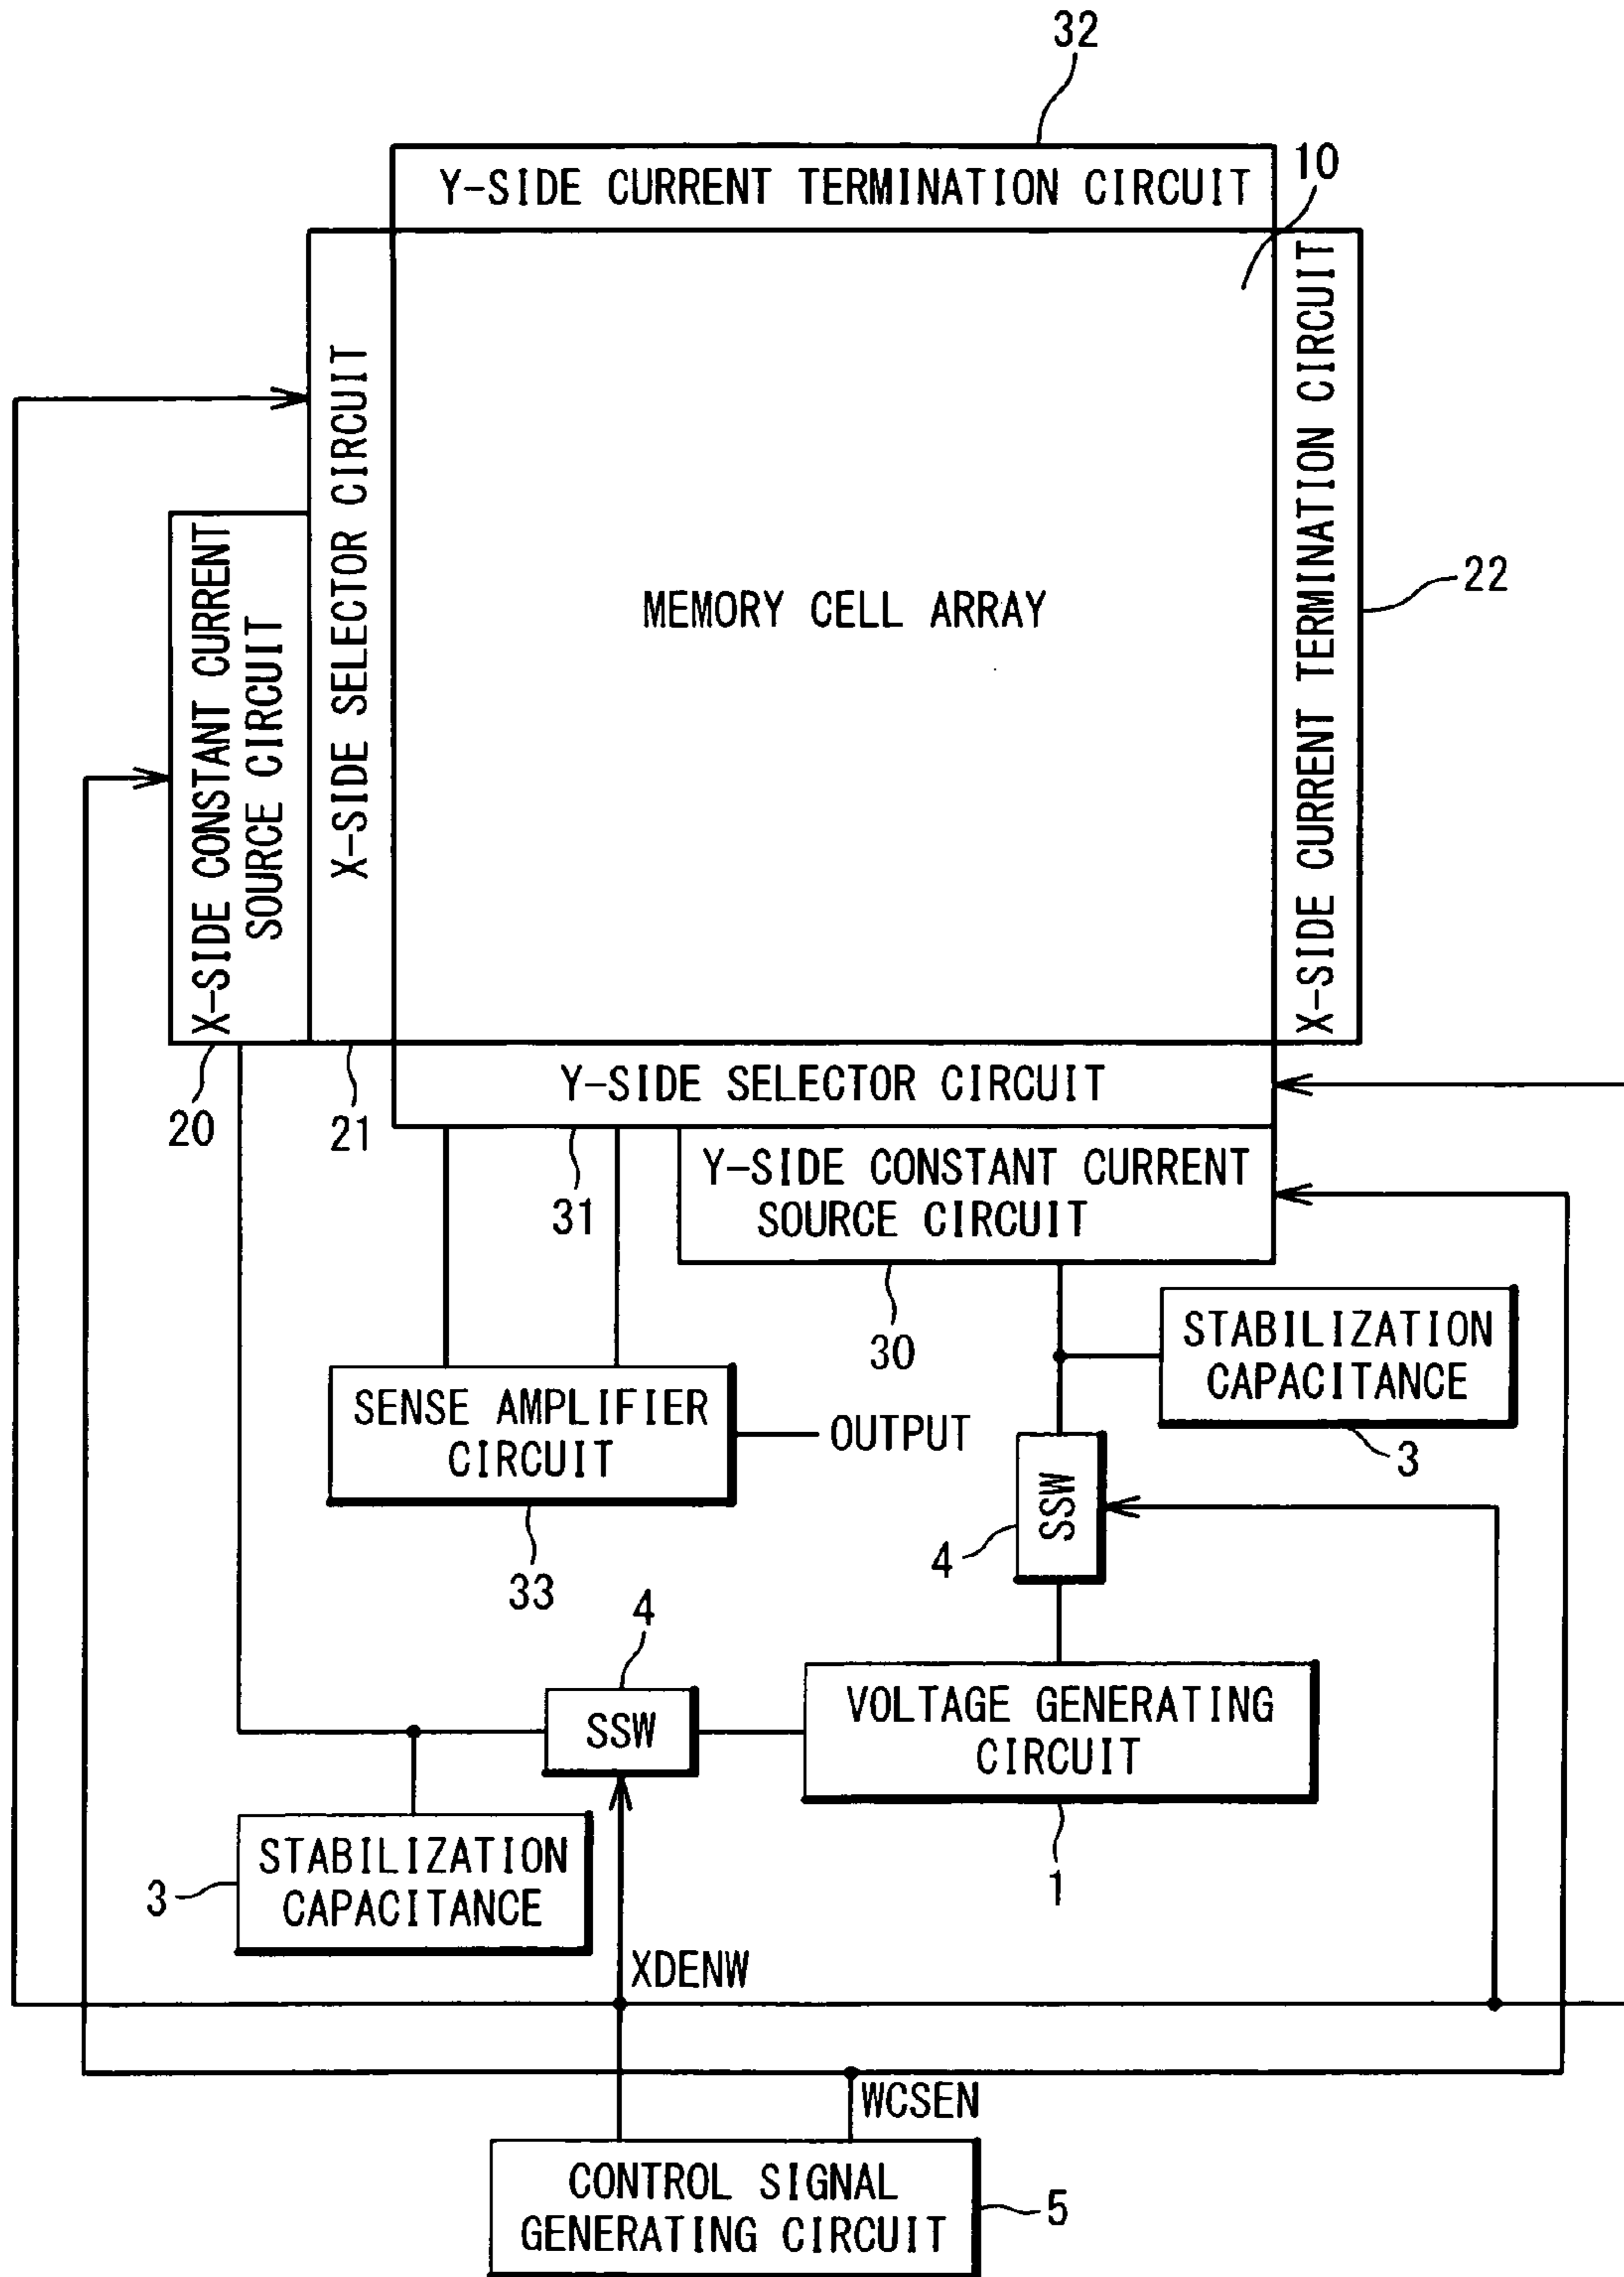 32
Y-SIDE CURRENT TERMINATION CIRCUIT
10
X-SIDE CONSTANT CURRENT
SOURCE CIRCUIT
X-SIDE SELECTOR CIRCUIT
MEMORY CELL ARRAY
X-SIDE CURRENT TERMINATION CIRCUIT
22
20
21
Y-SIDE SELECTOR CIRCUIT
31
Y-SIDE CONSTANT CURRENT
SOURCE CIRCUIT
30
STABILIZATION
CAPACITANCE
3
SENSE AMPLIFIER
CIRCUIT
OUTPUT
33
SSW
4
4
SSW
VOLTAGE GENERATING
CIRCUIT
1
STABILIZATION
CAPACITANCE
3
XDENW
WCSEN
CONTROL SIGNAL
GENERATING CIRCUIT
5